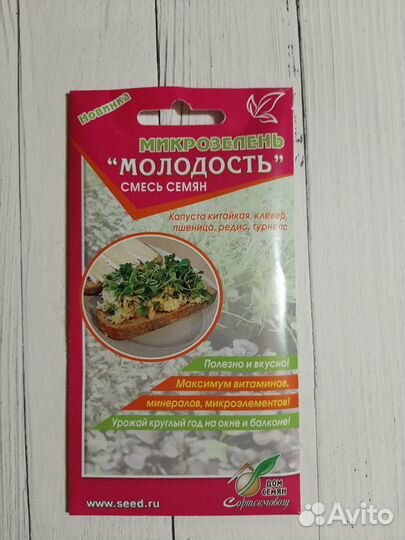 Новинка
МИКРОЗЕЛЕНЬ
"МОЛОДОСТЬ"
СМЕСЬ СЕМЯН
Капуста китайская, клевер,
пшеница, редис, турнепс
Полезно и вкусно!
Максимум витаминов,
минералов, микроэлементов!
Урожай круглый год на окне и балконе!
ДОМ
СЕМЯН
Сортсемовощ
www.seed.ru
Avito